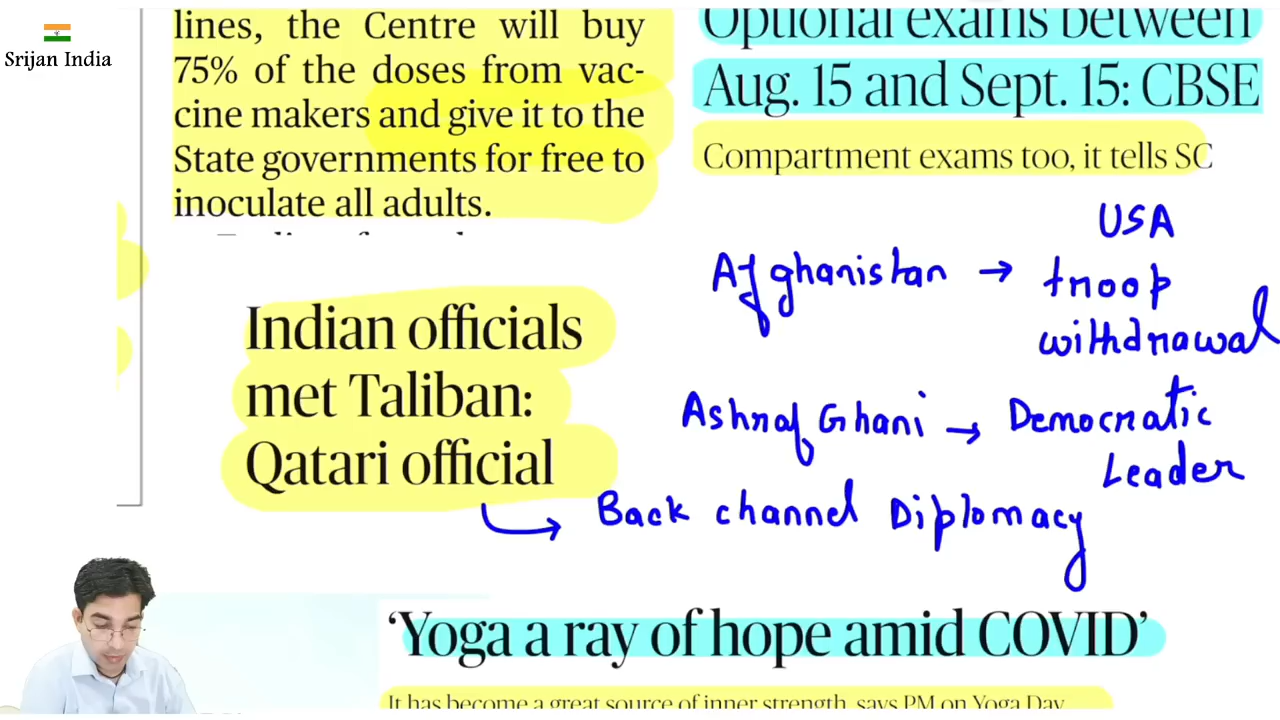 Srijan India
lines, the Centre will buy
75% of the doses from vac-
cine makers and give it to the
State governments for free to
inoculate all adults.
Optional exams between
Aug. 15 and Sept. 15: CBSE
Compartment exams too, it tells SC
Afghanistan → USA
troop
withdrawal
Indian officials
met Taliban:
Qatari official
Ashraf Ghani → Democratic
Leader
Back channel Diplomacy
‘Yoga a ray of hope amid COVID’
It has become a great source of inner strength, says PM on Yoga Day